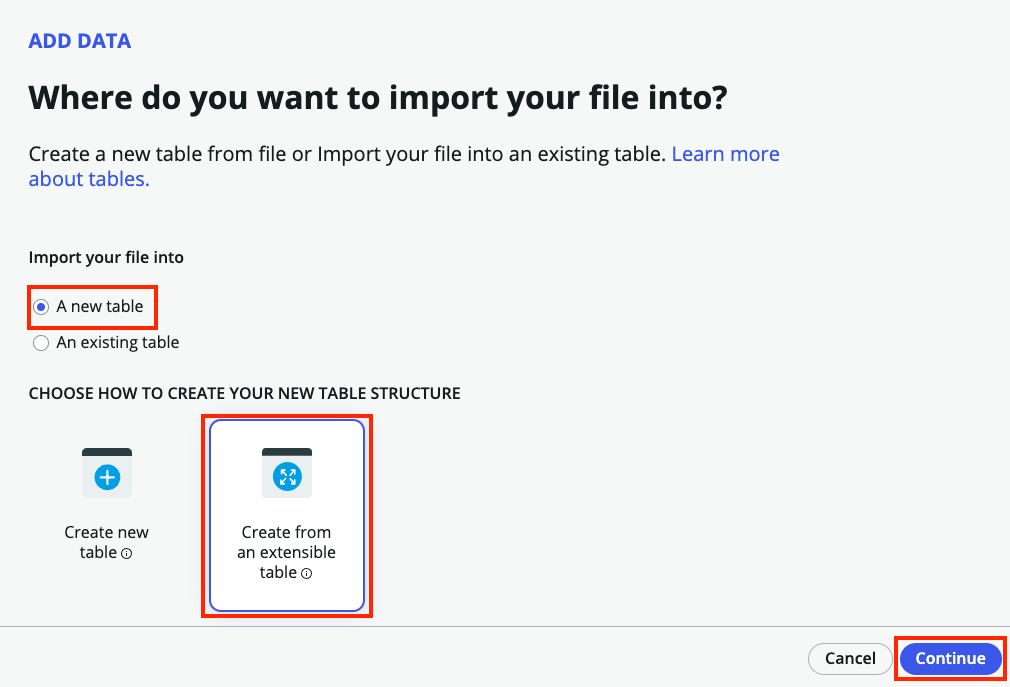 ADD DATA
Where do you want to import your file into?
Create a new table from file or Import your file into an existing table. Learn more
about tables.
Import your file into
A new table
An existing table
CHOOSE HOW TO CREATE YOUR NEW TABLE STRUCTURE
Create new
table
Create from
an extensible
table
Cancel
Continue